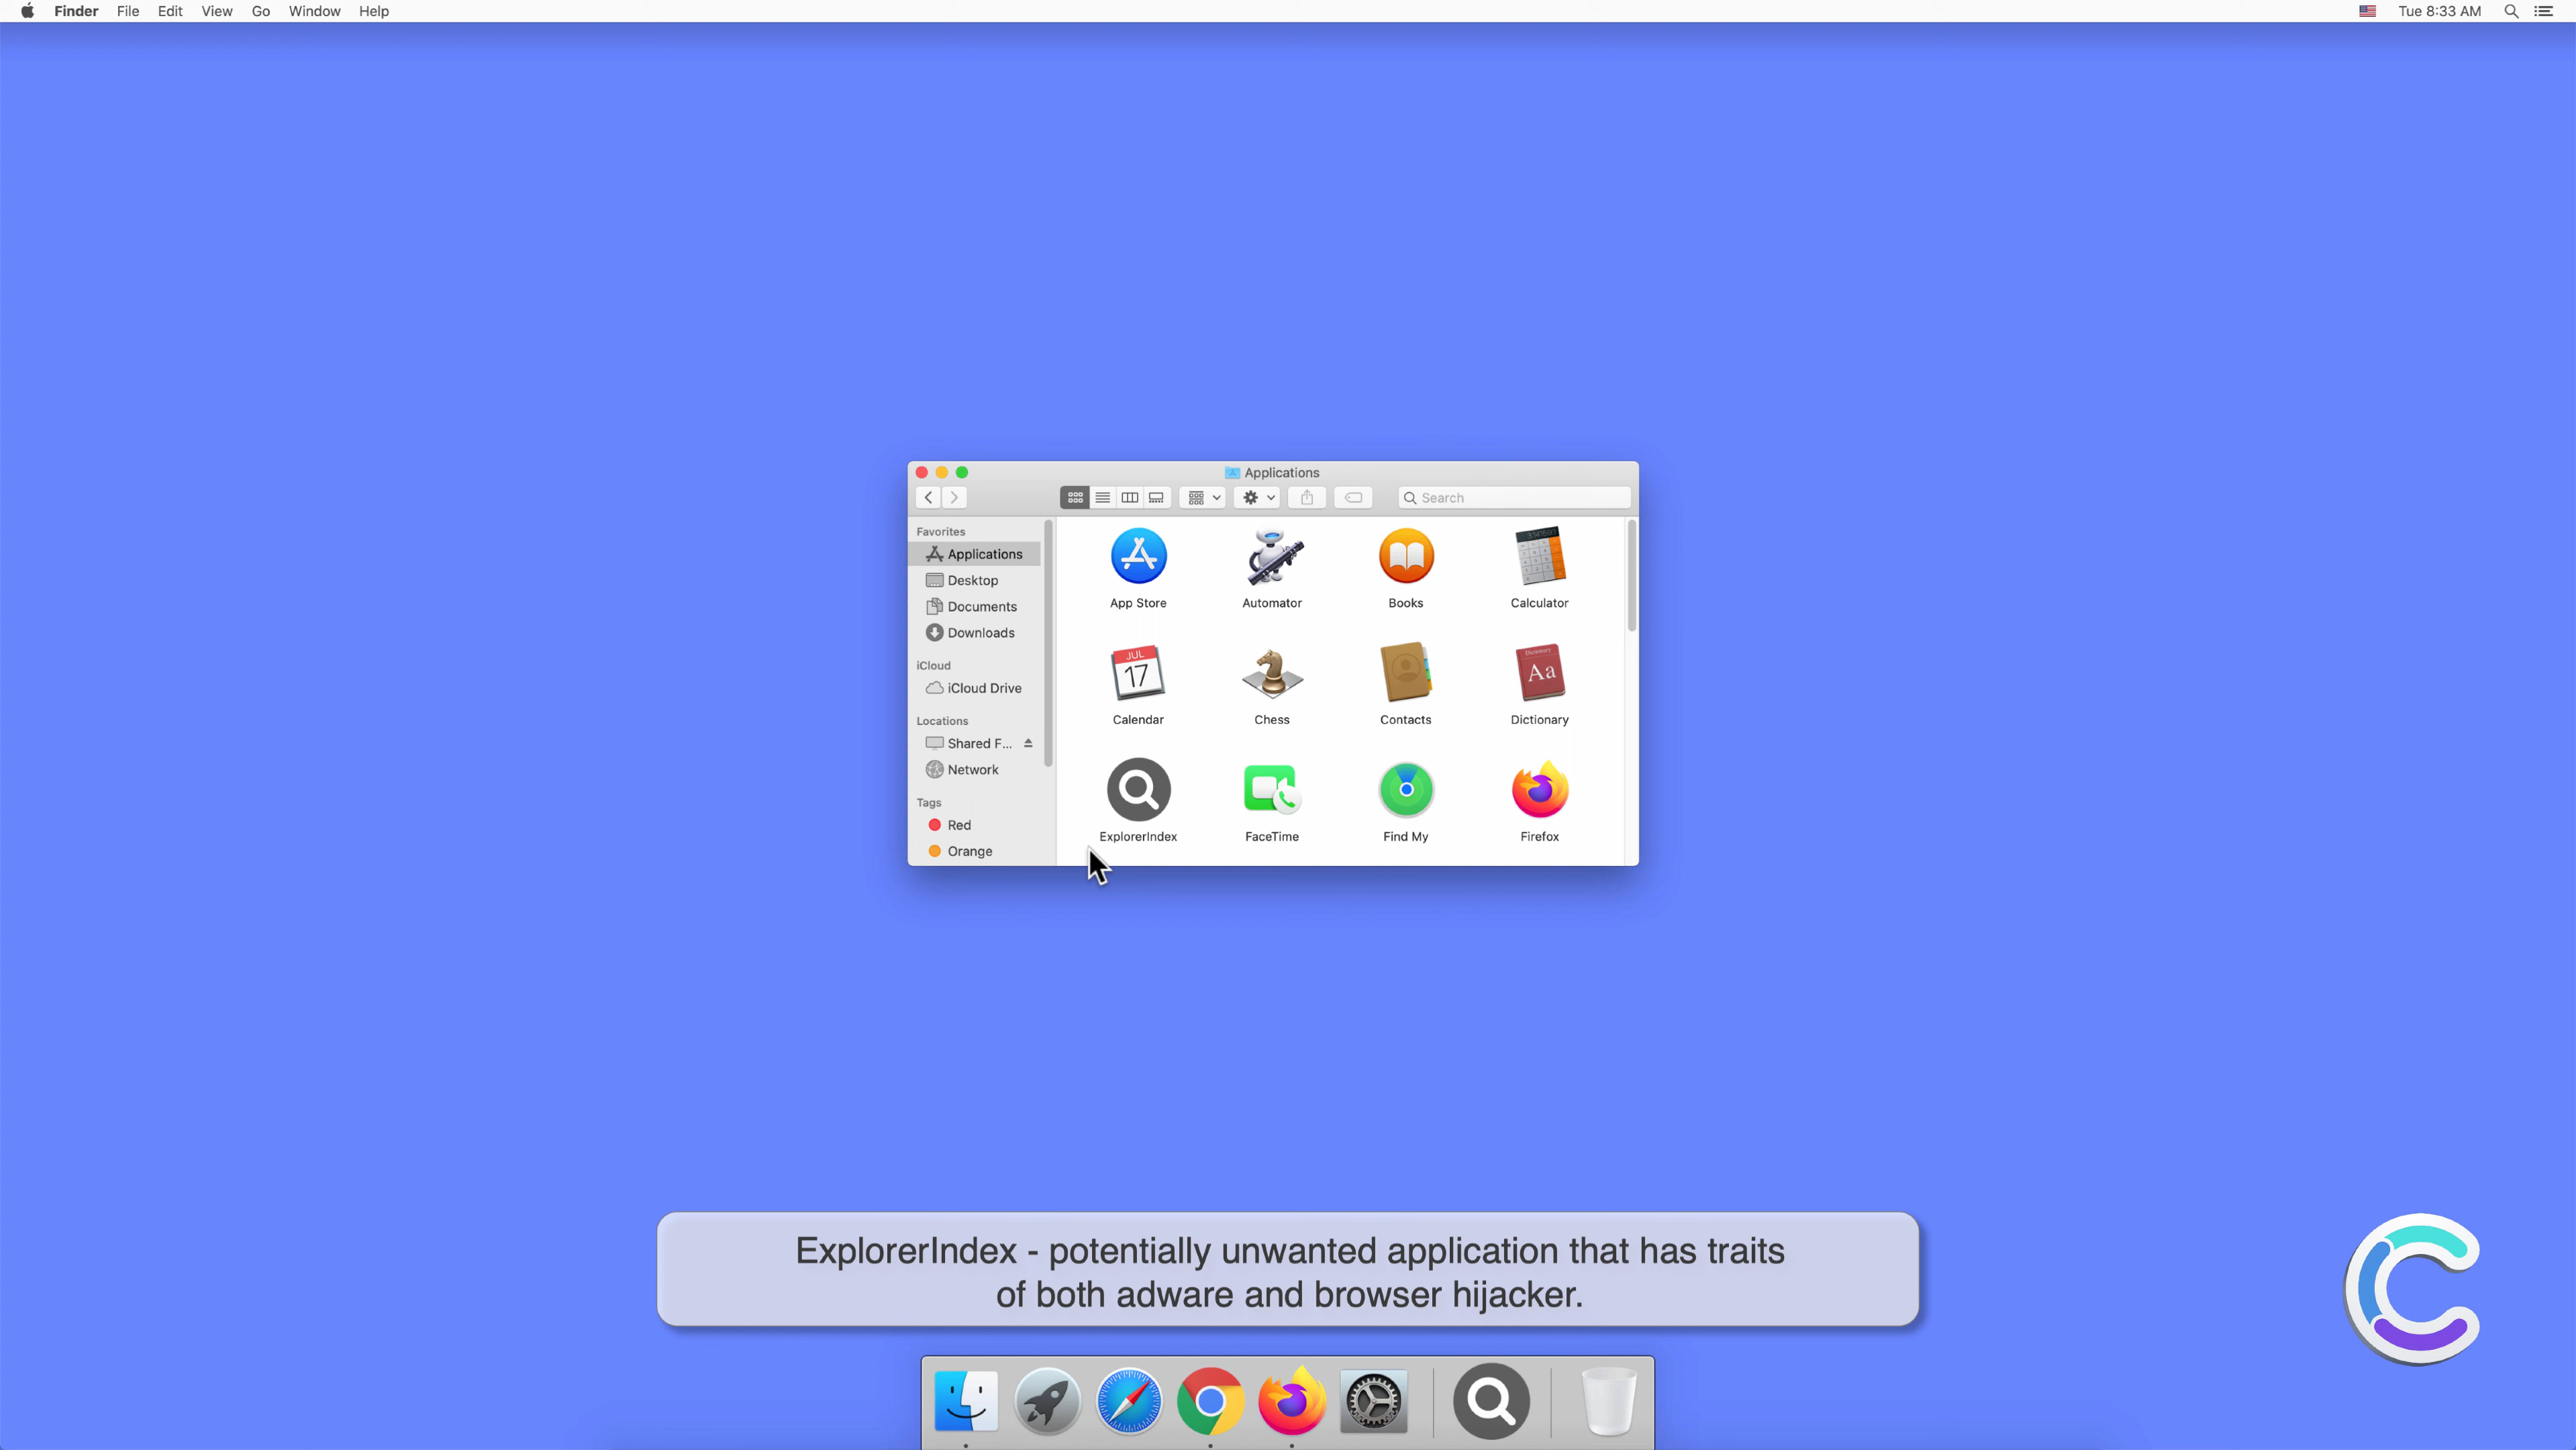 Finder File Edit View Go Window Help
Tue 8:33 AM
Applications
Search
Favorites
Applications
Desktop
Documents
Downloads
iCloud
iCloud Drive
Locations
Shared F...
Network
Tags
Red
Orange
App Store Automator Books Calculator
JUL
17
Dictionary
Aa
Calendar Chess Contacts Dictionary
ExplorerIndex FaceTime Find My Firefox
ExplorerIndex - potentially unwanted application that has traits
of both adware and browser hijacker.